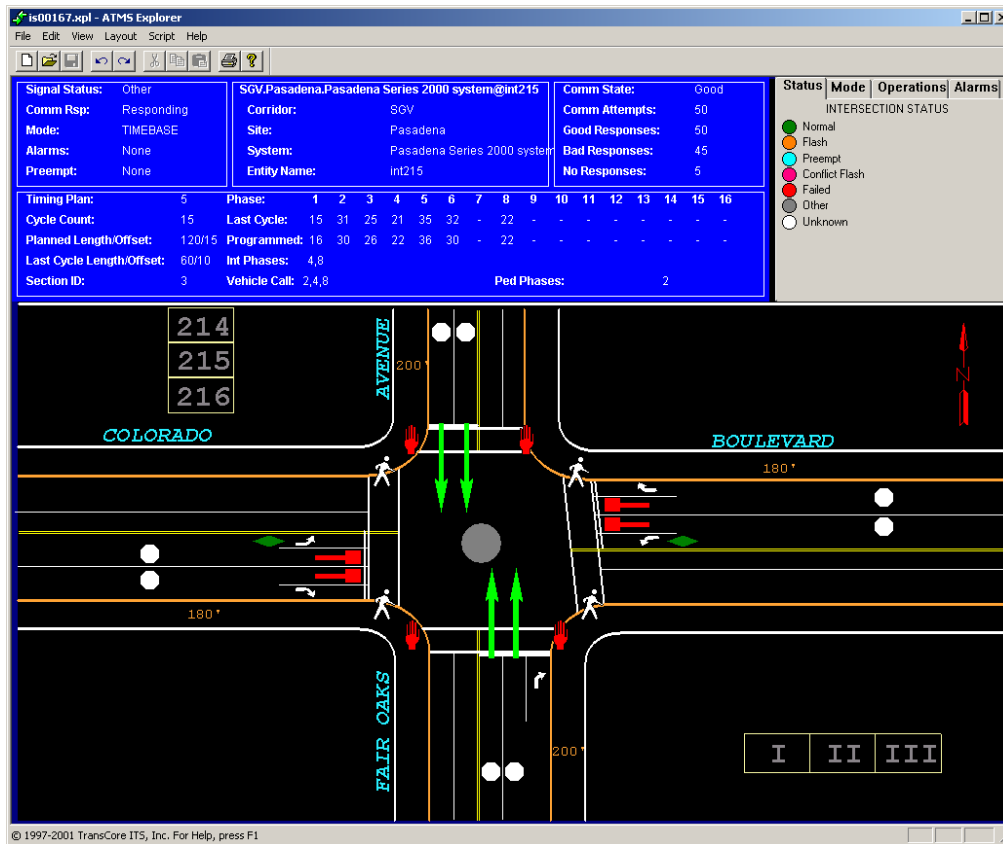 is00167.xpl - ATMS Explorer
File Edit View Layout Script Help
Signal Status: Other
Comm Rsp: Responding
Mode: TIMEBASE
Alarms: None
Preempt: None
SGV.Pasadena.Pasadena Series 2000 system@int215
Corridor: SGV
Site: Pasadena
System: Pasadena Series 2000 system
Entity Name: int215
Comm State: Good
Comm Attempts: 50
Good Responses: 50
Bad Responses: 45
No Responses: 5
Status Mode Operations Alarms
INTERSECTION STATUS
Normal
Flash
Preempt
Conflict Flash
Failed
Other
Unknown
Timing Plan: 5 Phase: 1 2 3 4 5 6 7 8 9 10 11 12 13 14 15 16
Cycle Count: 15 Last Cycle: 15 31 25 21 35 32 - 22 - - - - - - - -
Planned Length/Offset: 120/15 Programmed: 16 30 26 22 36 30 - 22 - - - - - - - -
Last Cycle Length/Offset: 60/10 Int Phases: 4,8
Section ID: 3 Vehicle Call: 2,4,8 Ped Phases: 2
214
215
216
AVENUE
200'
N
COLORADO
BOULEVARD
180'
180'
FAIR OAKS
200'
I II III
© 1997-2001 TransCore ITS, Inc. For Help, press F1